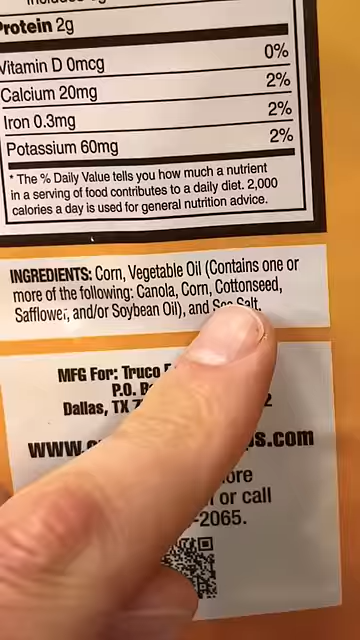 Protein 2g
Vitamin D 0mcg 0%
Calcium 20mg 2%
Iron 0.3mg 2%
Potassium 60mg 2%
* The % Daily Value tells you how much a nutrient
in a serving of food contributes to a daily diet. 2,000
calories a day is used for general nutrition advice.
INGREDIENTS: Corn, Vegetable Oil (Contains one or
more of the following: Canola, Corn, Cottonseed,
Safflower, and/or Soybean Oil), and Sea Salt.
MFG For: Truco
P.O.
Dallas, TX 7
www. s.com
or call
-2065.